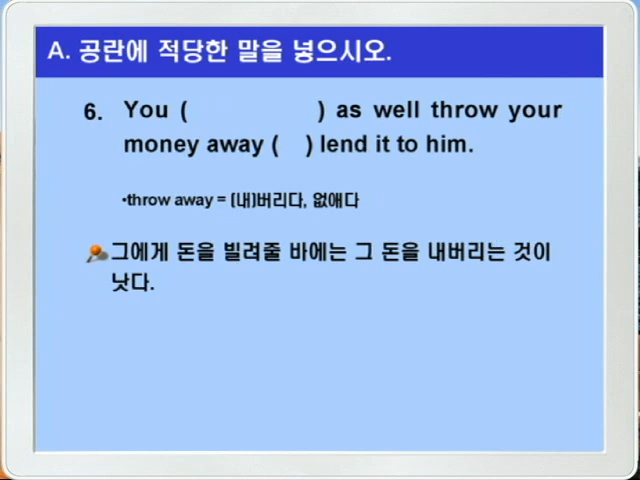 A. 공란에 적당한 말을 넣으시오.
6. You ( ) as well throw your
money away ( ) lend it to him.
•throw away = (내)버리다, 없애다
그에게 돈을 빌려줄 바에는 그 돈을 내버리는 것이
낫다.